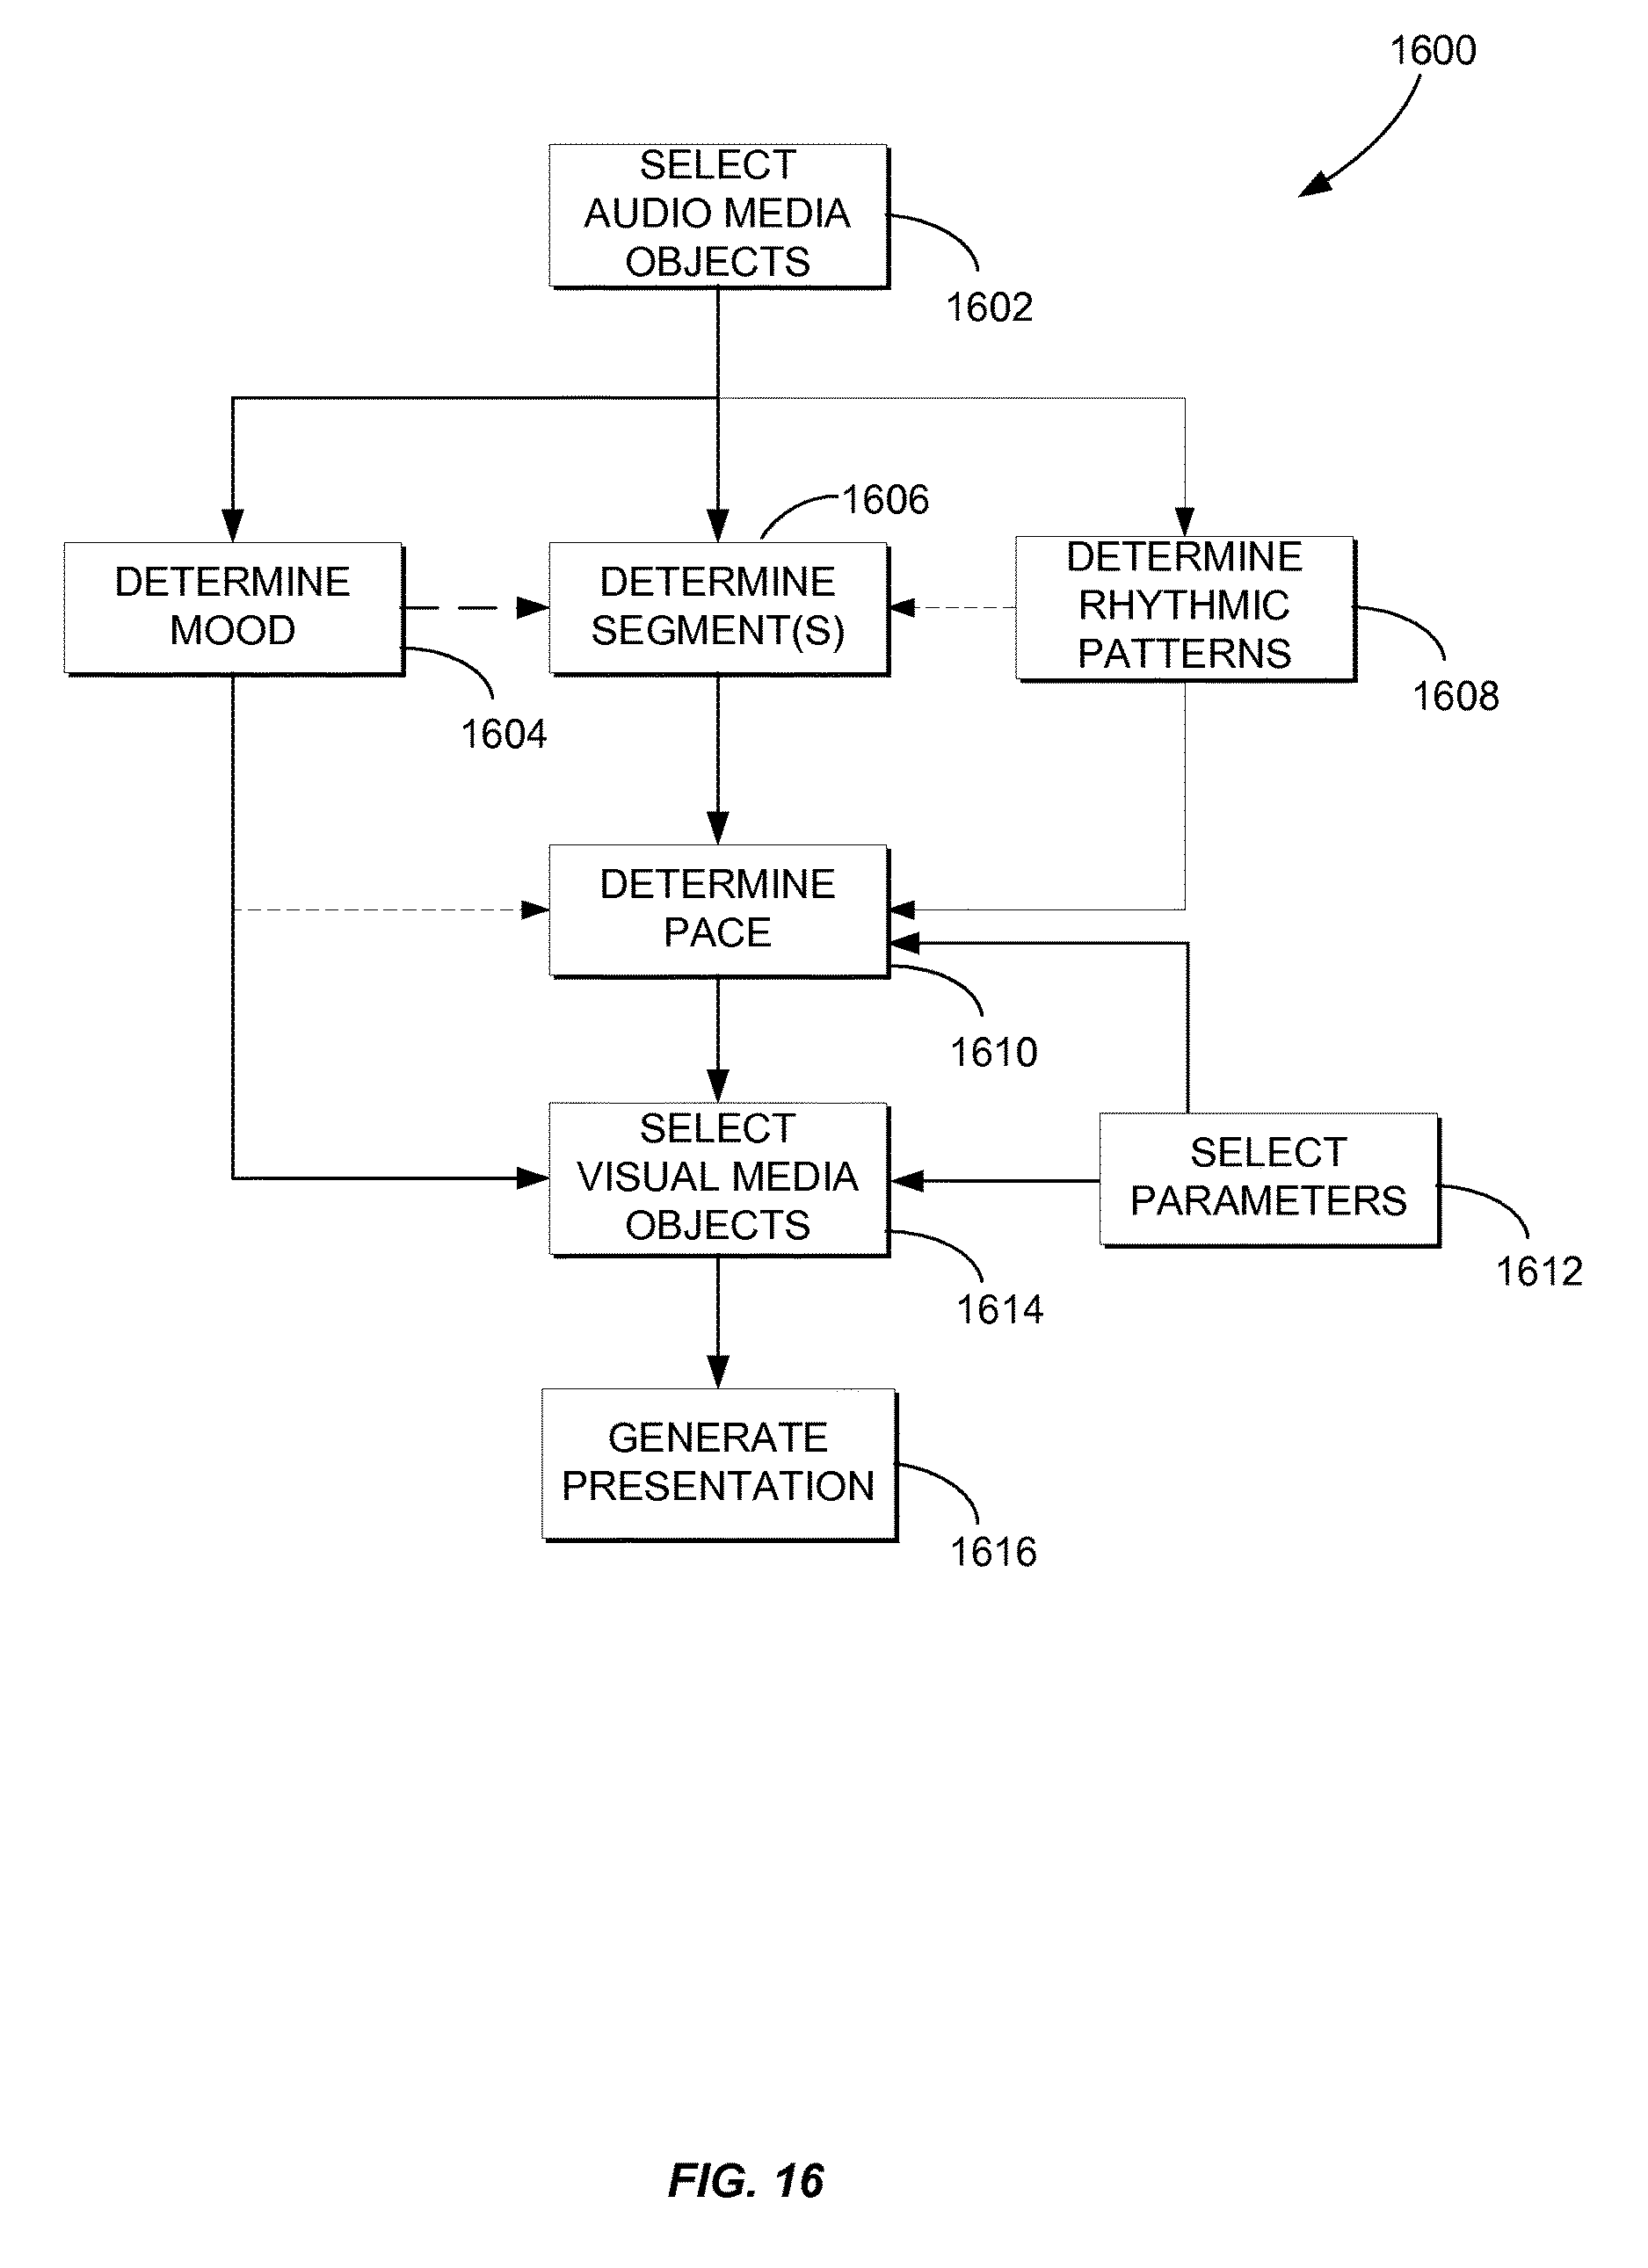 1600
SELECT
AUDIO MEDIA
OBJECTS
1602
1606
DETERMINE
MOOD
1604
DETERMINE
SEGMENT(S)
DETERMINE
RHYTHMIC
PATTERNS
1608
DETERMINE
PACE
1610
SELECT
VISUAL MEDIA
OBJECTS
1614
SELECT
PARAMETERS
1612
GENERATE
PRESENTATION
1616
FIG. 16